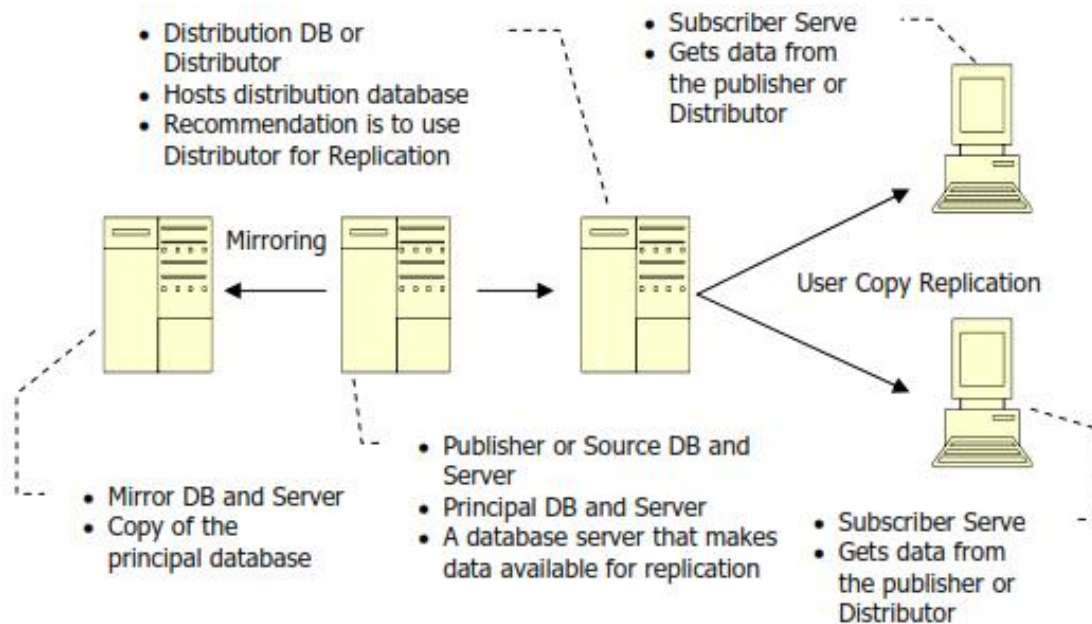 • Distribution DB or
Distributor
• Hosts distribution database
• Recommendation is to use
Distributor for Replication
• Subscriber Serve
• Gets data from
the publisher or
Distributor
Mirroring
User Copy Replication
• Mirror DB and Server
• Copy of the
principal database
• Publisher or Source DB and
Server
• Principal DB and Server
• A database server that makes
data available for replication
• Subscriber Serve
• Gets data from
the publisher or
Distributor